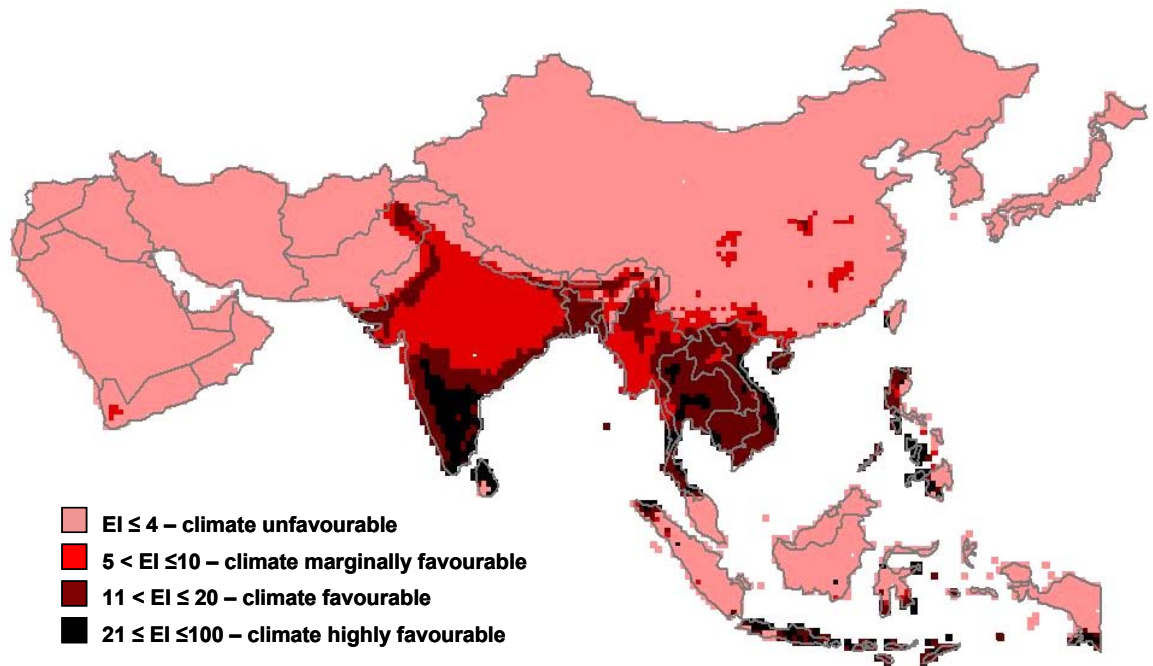 EI ≤ 4 – climate unfavourable
5 < EI ≤10 – climate marginally favourable
11 < EI ≤ 20 – climate favourable
21 ≤ EI ≤100 – climate highly favourable